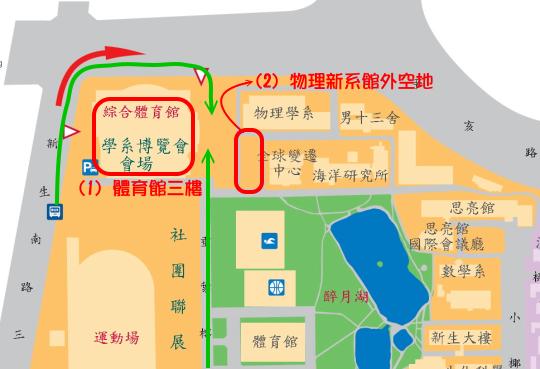 (2) 物理新系館外空地
綜合體育館
學系博覽會
會場
(1) 體育館三樓
物理學系
男十三舍
全球變遷
中心
海洋研究所
亥
路
新
生
南
路
三
P
社
團
聯
展
運動場
體育館
醉月湖
思亮館
思亮館
國際會議廳
數學系
新生大樓
小
椰